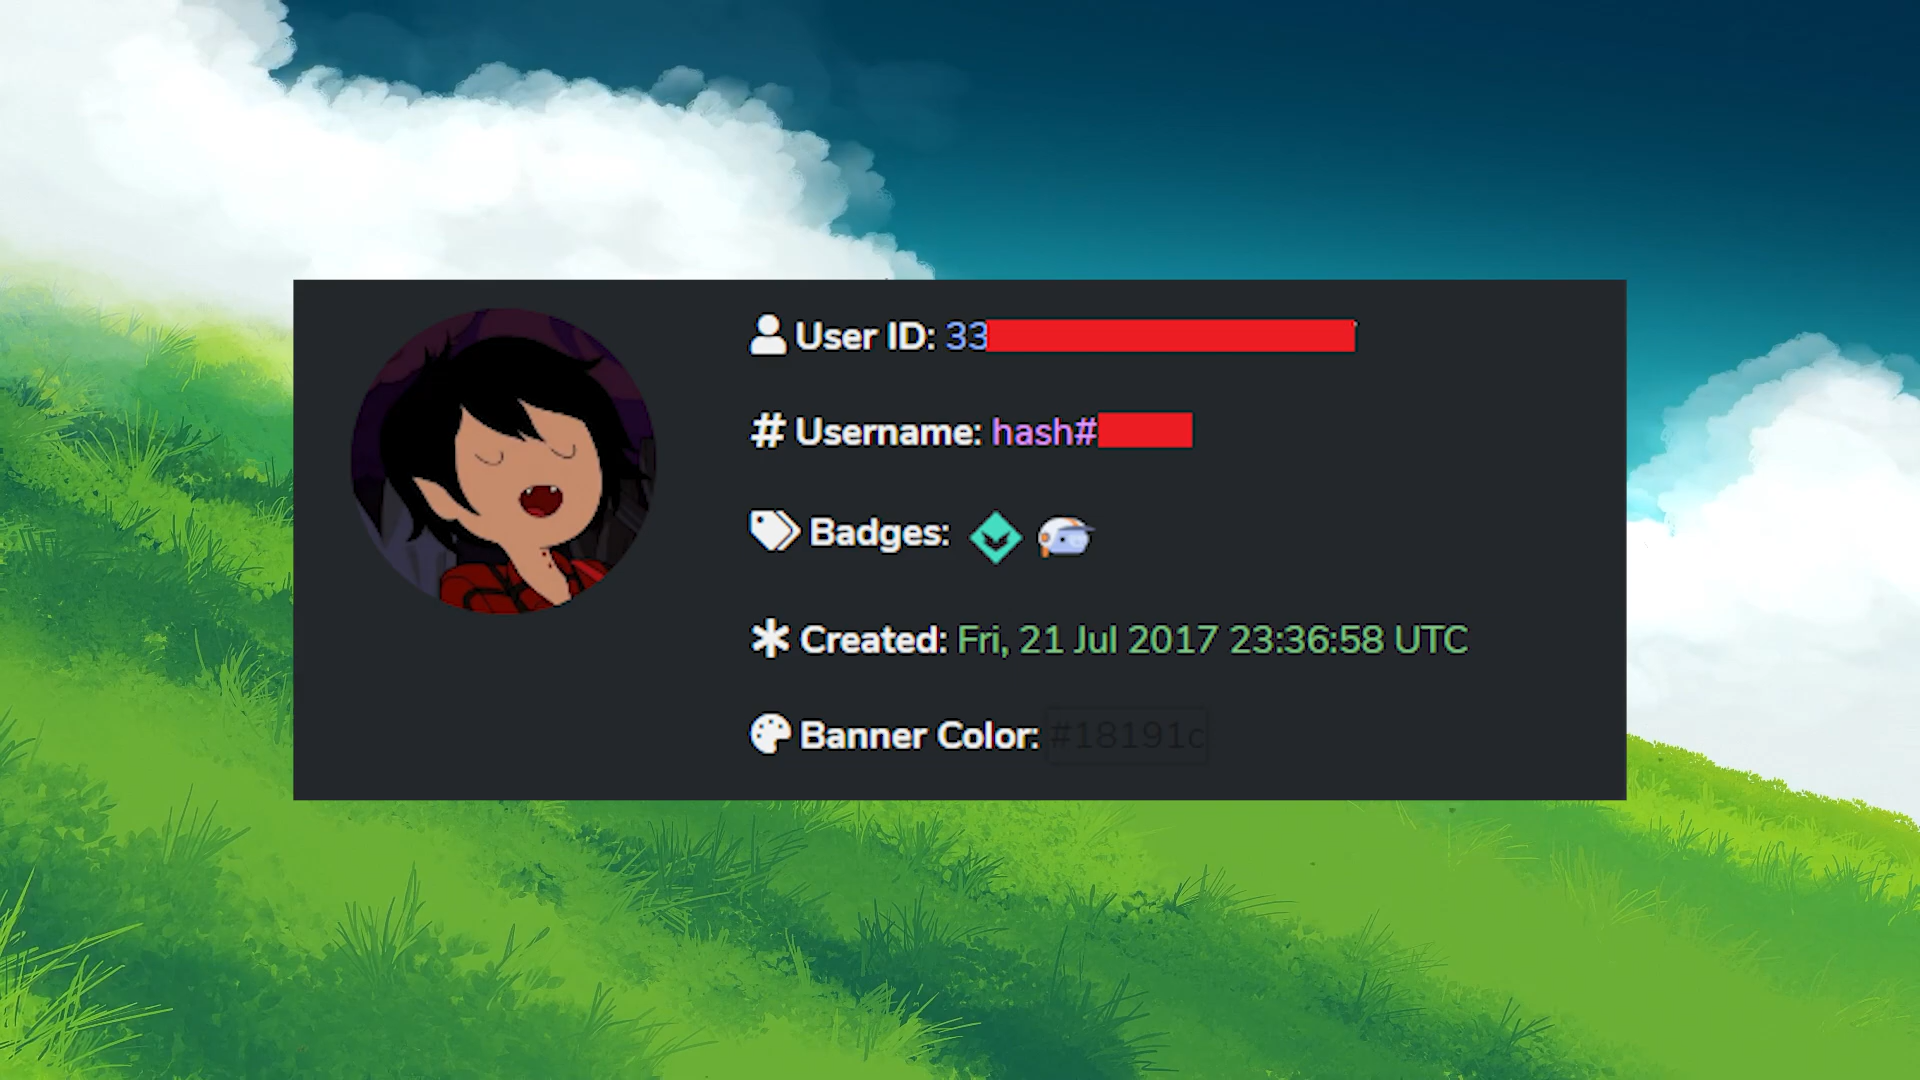 User ID: 33
# Username: hash#
Badges:
Created: Fri, 21 Jul 2017 23:36:58 UTC
Banner Color: #18191c